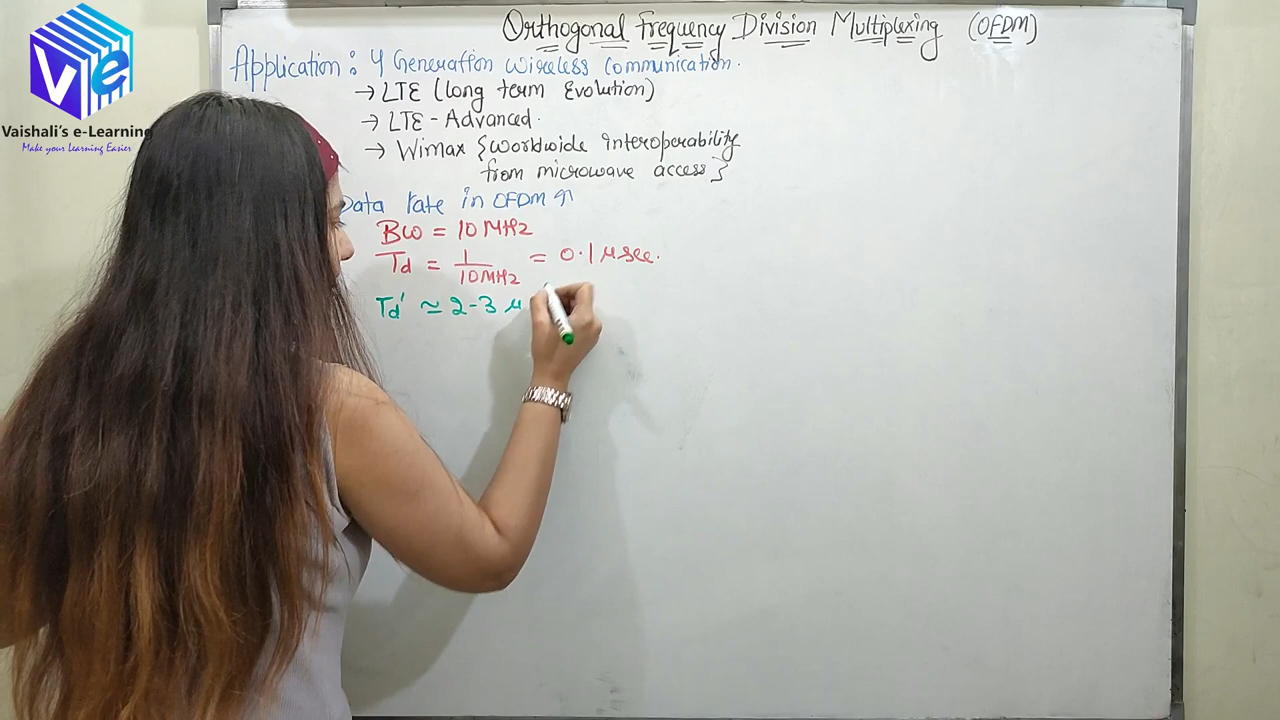 Orthogonal Frequency Division Multiplexing (OFDM)
Application : 4 Generation wireless communication.
→ LTE (Long term Evolution)
→ LTE - Advanced.
→ Wimax {Worldwide interoperability
from microwave access}
Data rate in OFDM ↑
BW = 10 MHz
Td = 1/10MHz = 0.1 μsec.
Td' ≃ 2-3 μ
Ve
Vaishali's e-Learning
Make your Learning Easier